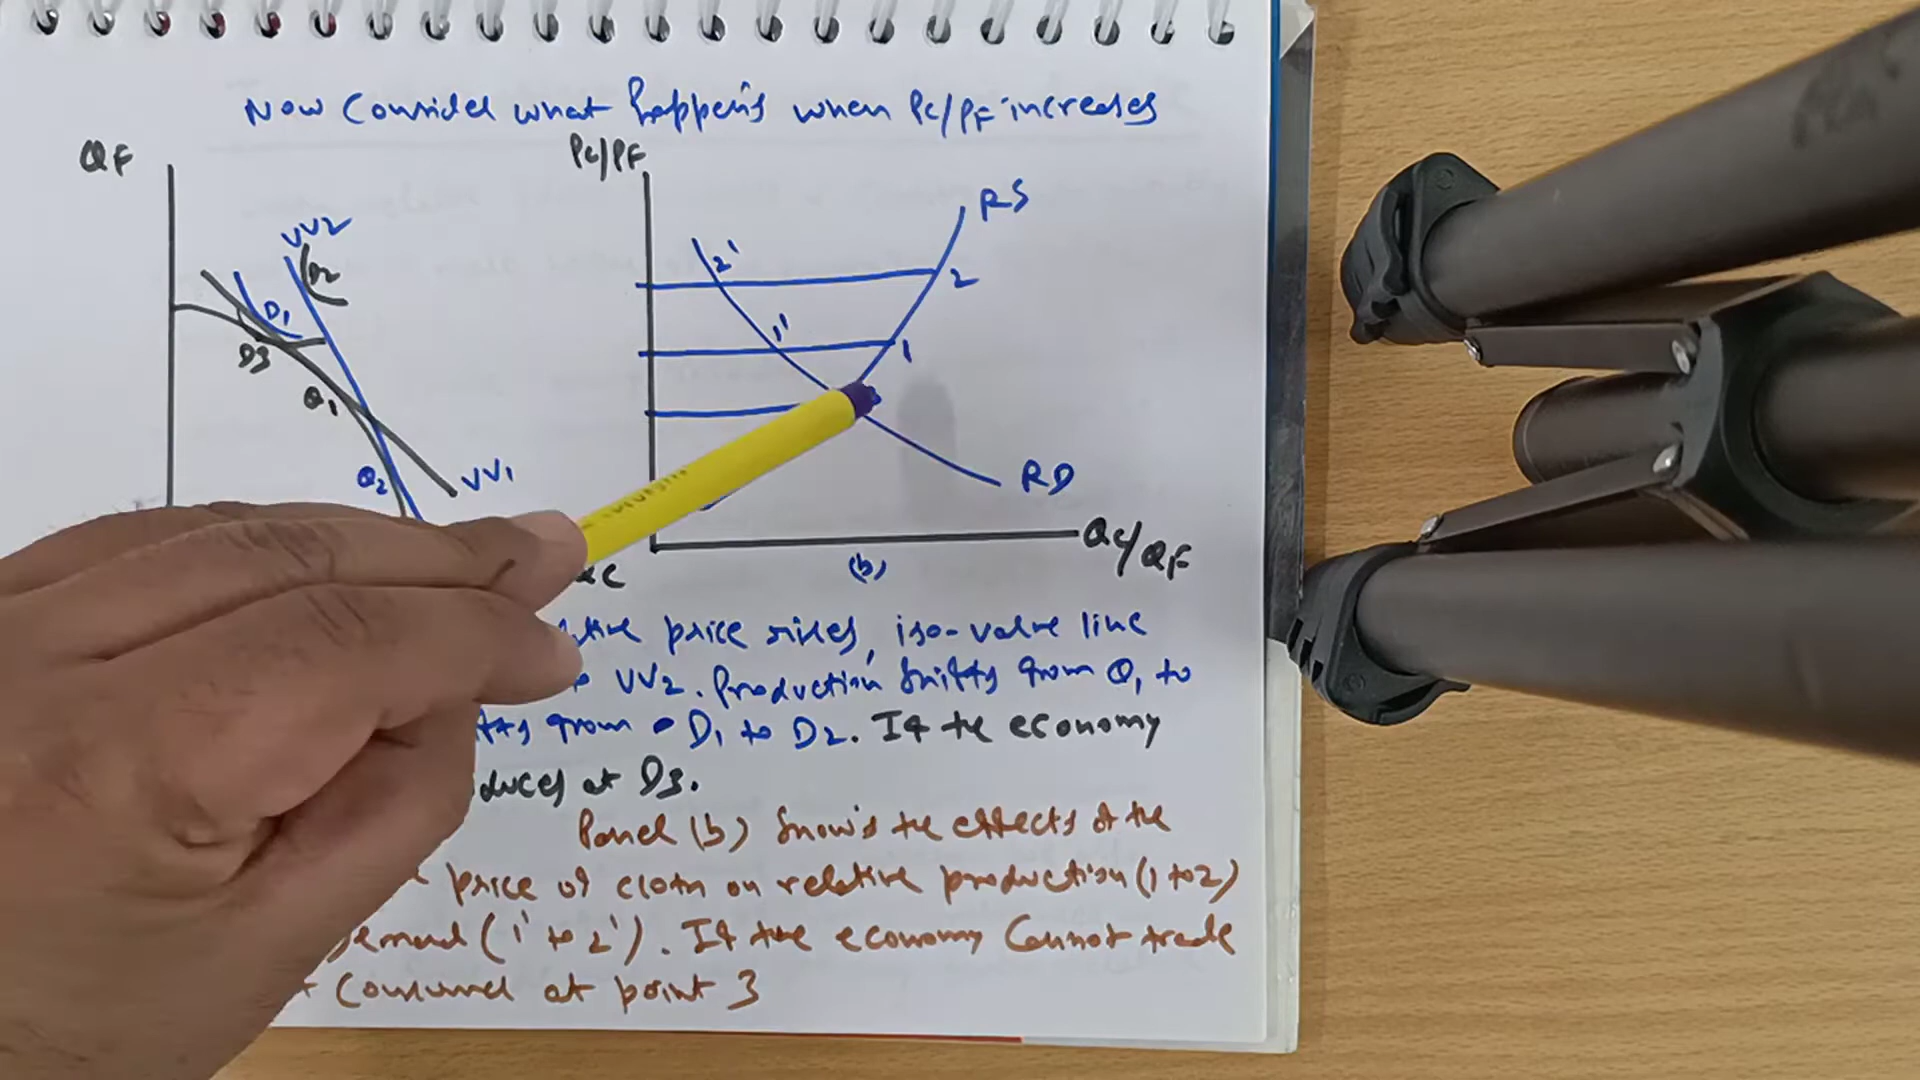 Now Consider what happen's when Pc/PF increases
QF
Pc/PF
VV2
D2
D1
D3
Q1
Q2
VV1
RS
2'
2
1'
1
RD
QC
(b)
Qc/QF
price rises, iso-value line
VV2. Production shifts from Q1 to
from D1 to D2. If the economy
at D3.
Panel (b) show's the effects of the
price of cloth on relative production (1 to 2)
(1' to 2'). If the economy Cannot trade
at point 3